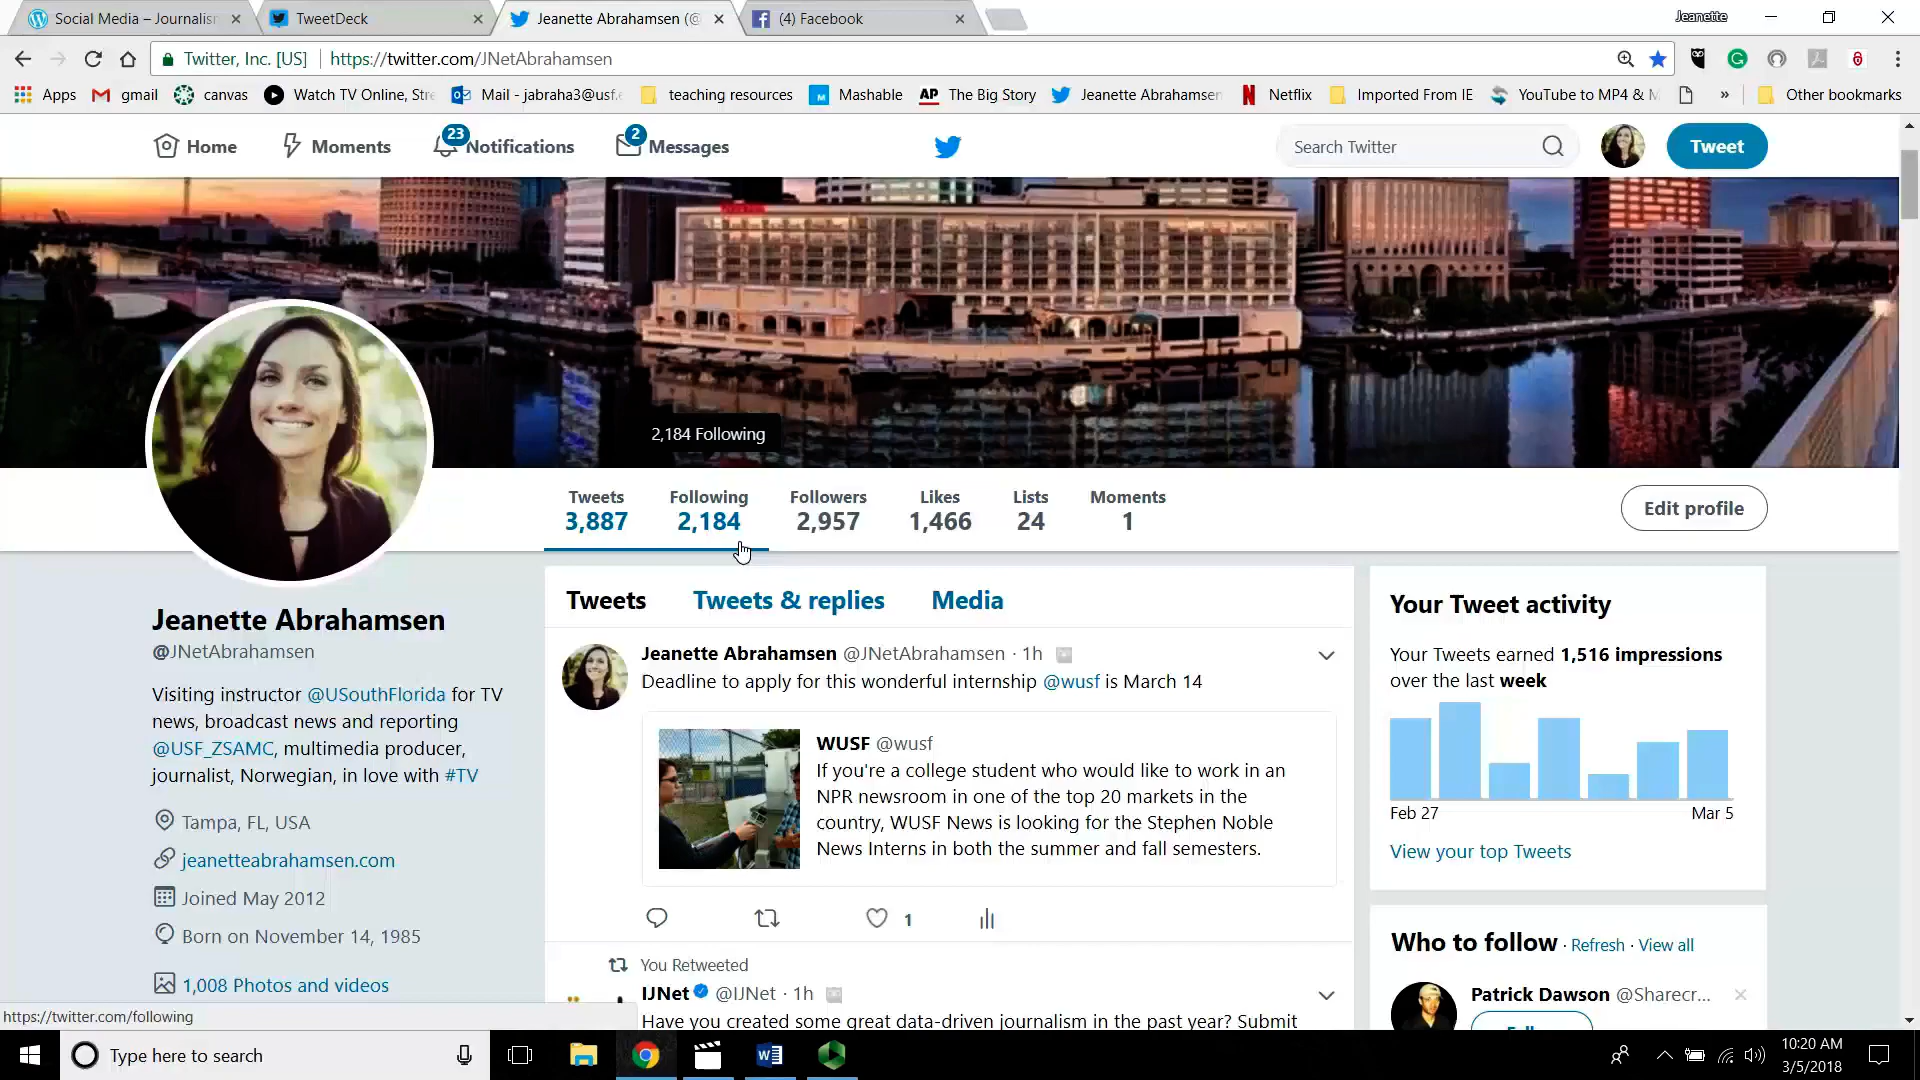 Social Media – Journalism
TweetDeck
Jeanette Abrahamsen (@
(4) Facebook
Jeanette
Twitter, Inc. [US]
https://twitter.com/JNetAbrahamsen
Apps
gmail
canvas
Watch TV Online, Stre
Mail - jabraha3@usf.e
teaching resources
Mashable
AP The Big Story
Jeanette Abrahamsen
Netflix
Imported From IE
YouTube to MP4 & M
»
Other bookmarks
Home
Moments
23
Notifications
2
Messages
Search Twitter
Tweet
2,184 Following
Tweets
3,887
Following
2,184
Followers
2,957
Likes
1,466
Lists
24
Moments
1
Edit profile
Jeanette Abrahamsen
@JNetAbrahamsen
Visiting instructor @USouthFlorida for TV
news, broadcast news and reporting
@USF_ZSAMC, multimedia producer,
journalist, Norwegian, in love with #TV
Tampa, FL, USA
jeanetteabrahamsen.com
Joined May 2012
Born on November 14, 1985
1,008 Photos and videos
Tweets
Tweets & replies
Media
Jeanette Abrahamsen @JNetAbrahamsen · 1h
Deadline to apply for this wonderful internship @wusf is March 14
WUSF @wusf
If you're a college student who would like to work in an
NPR newsroom in one of the top 20 markets in the
country, WUSF News is looking for the Stephen Noble
News Interns in both the summer and fall semesters.
1
You Retweeted
IJNet @IJNet · 1h
Have you created some great data-driven journalism in the past year? Submit
Your Tweet activity
Your Tweets earned 1,516 impressions
over the last week
Feb 27
Mar 5
View your top Tweets
Who to follow · Refresh · View all
Patrick Dawson @Sharecr...
https://twitter.com/following
Type here to search
10:20 AM
3/5/2018